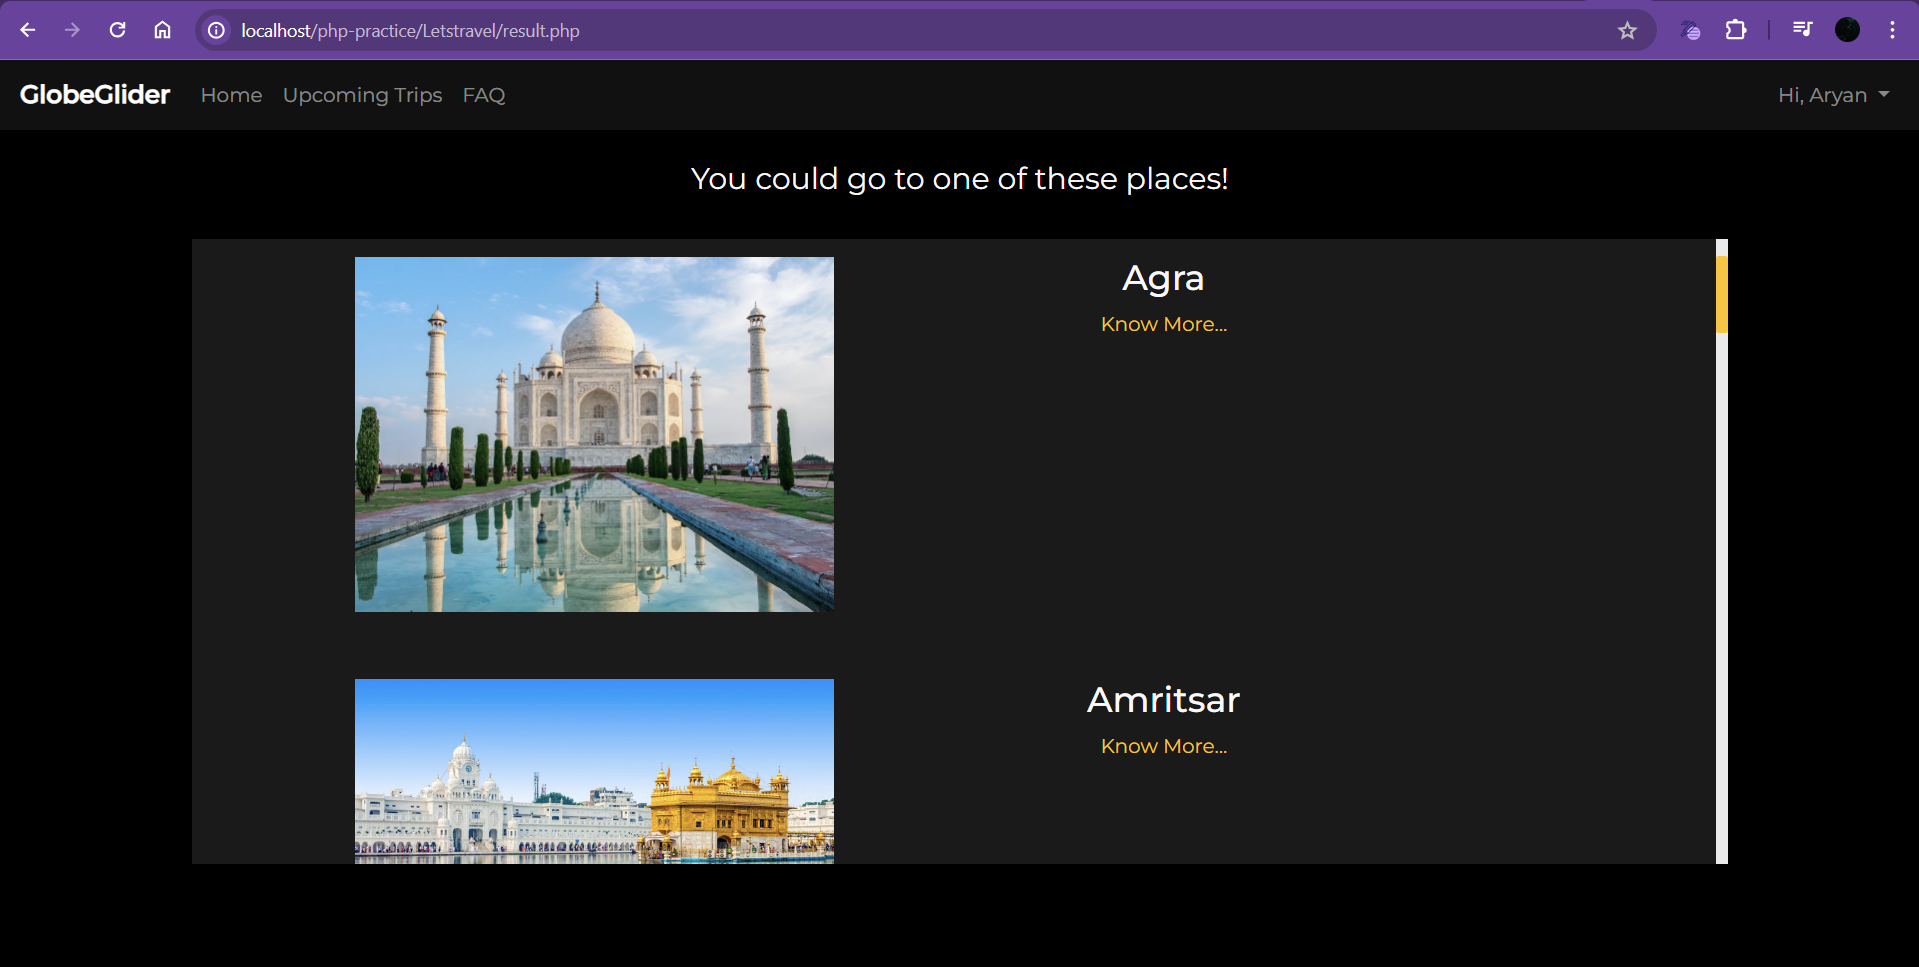 localhost/php-practice/Letstravel/result.php
GlobeGlider Home Upcoming Trips FAQ Hi, Aryan
You could go to one of these places!
Agra
Know More...
Amritsar
Know More...